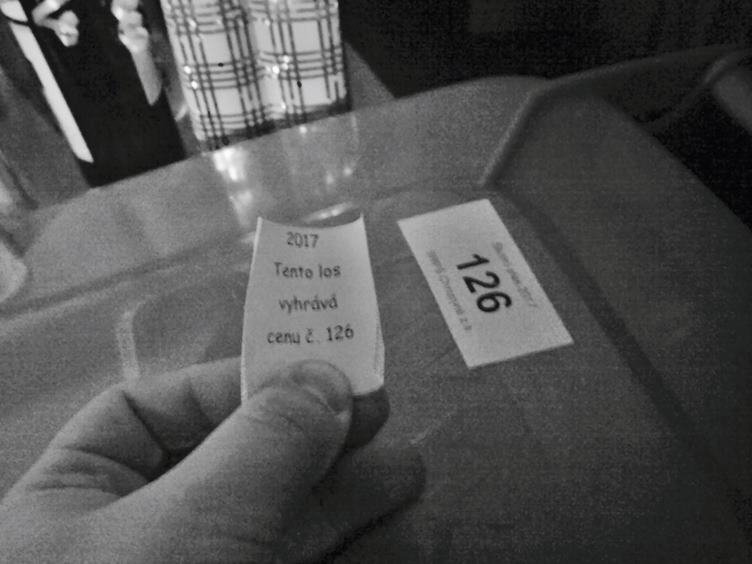 2017
Tento los
vyhrává
cenu č. 126
126